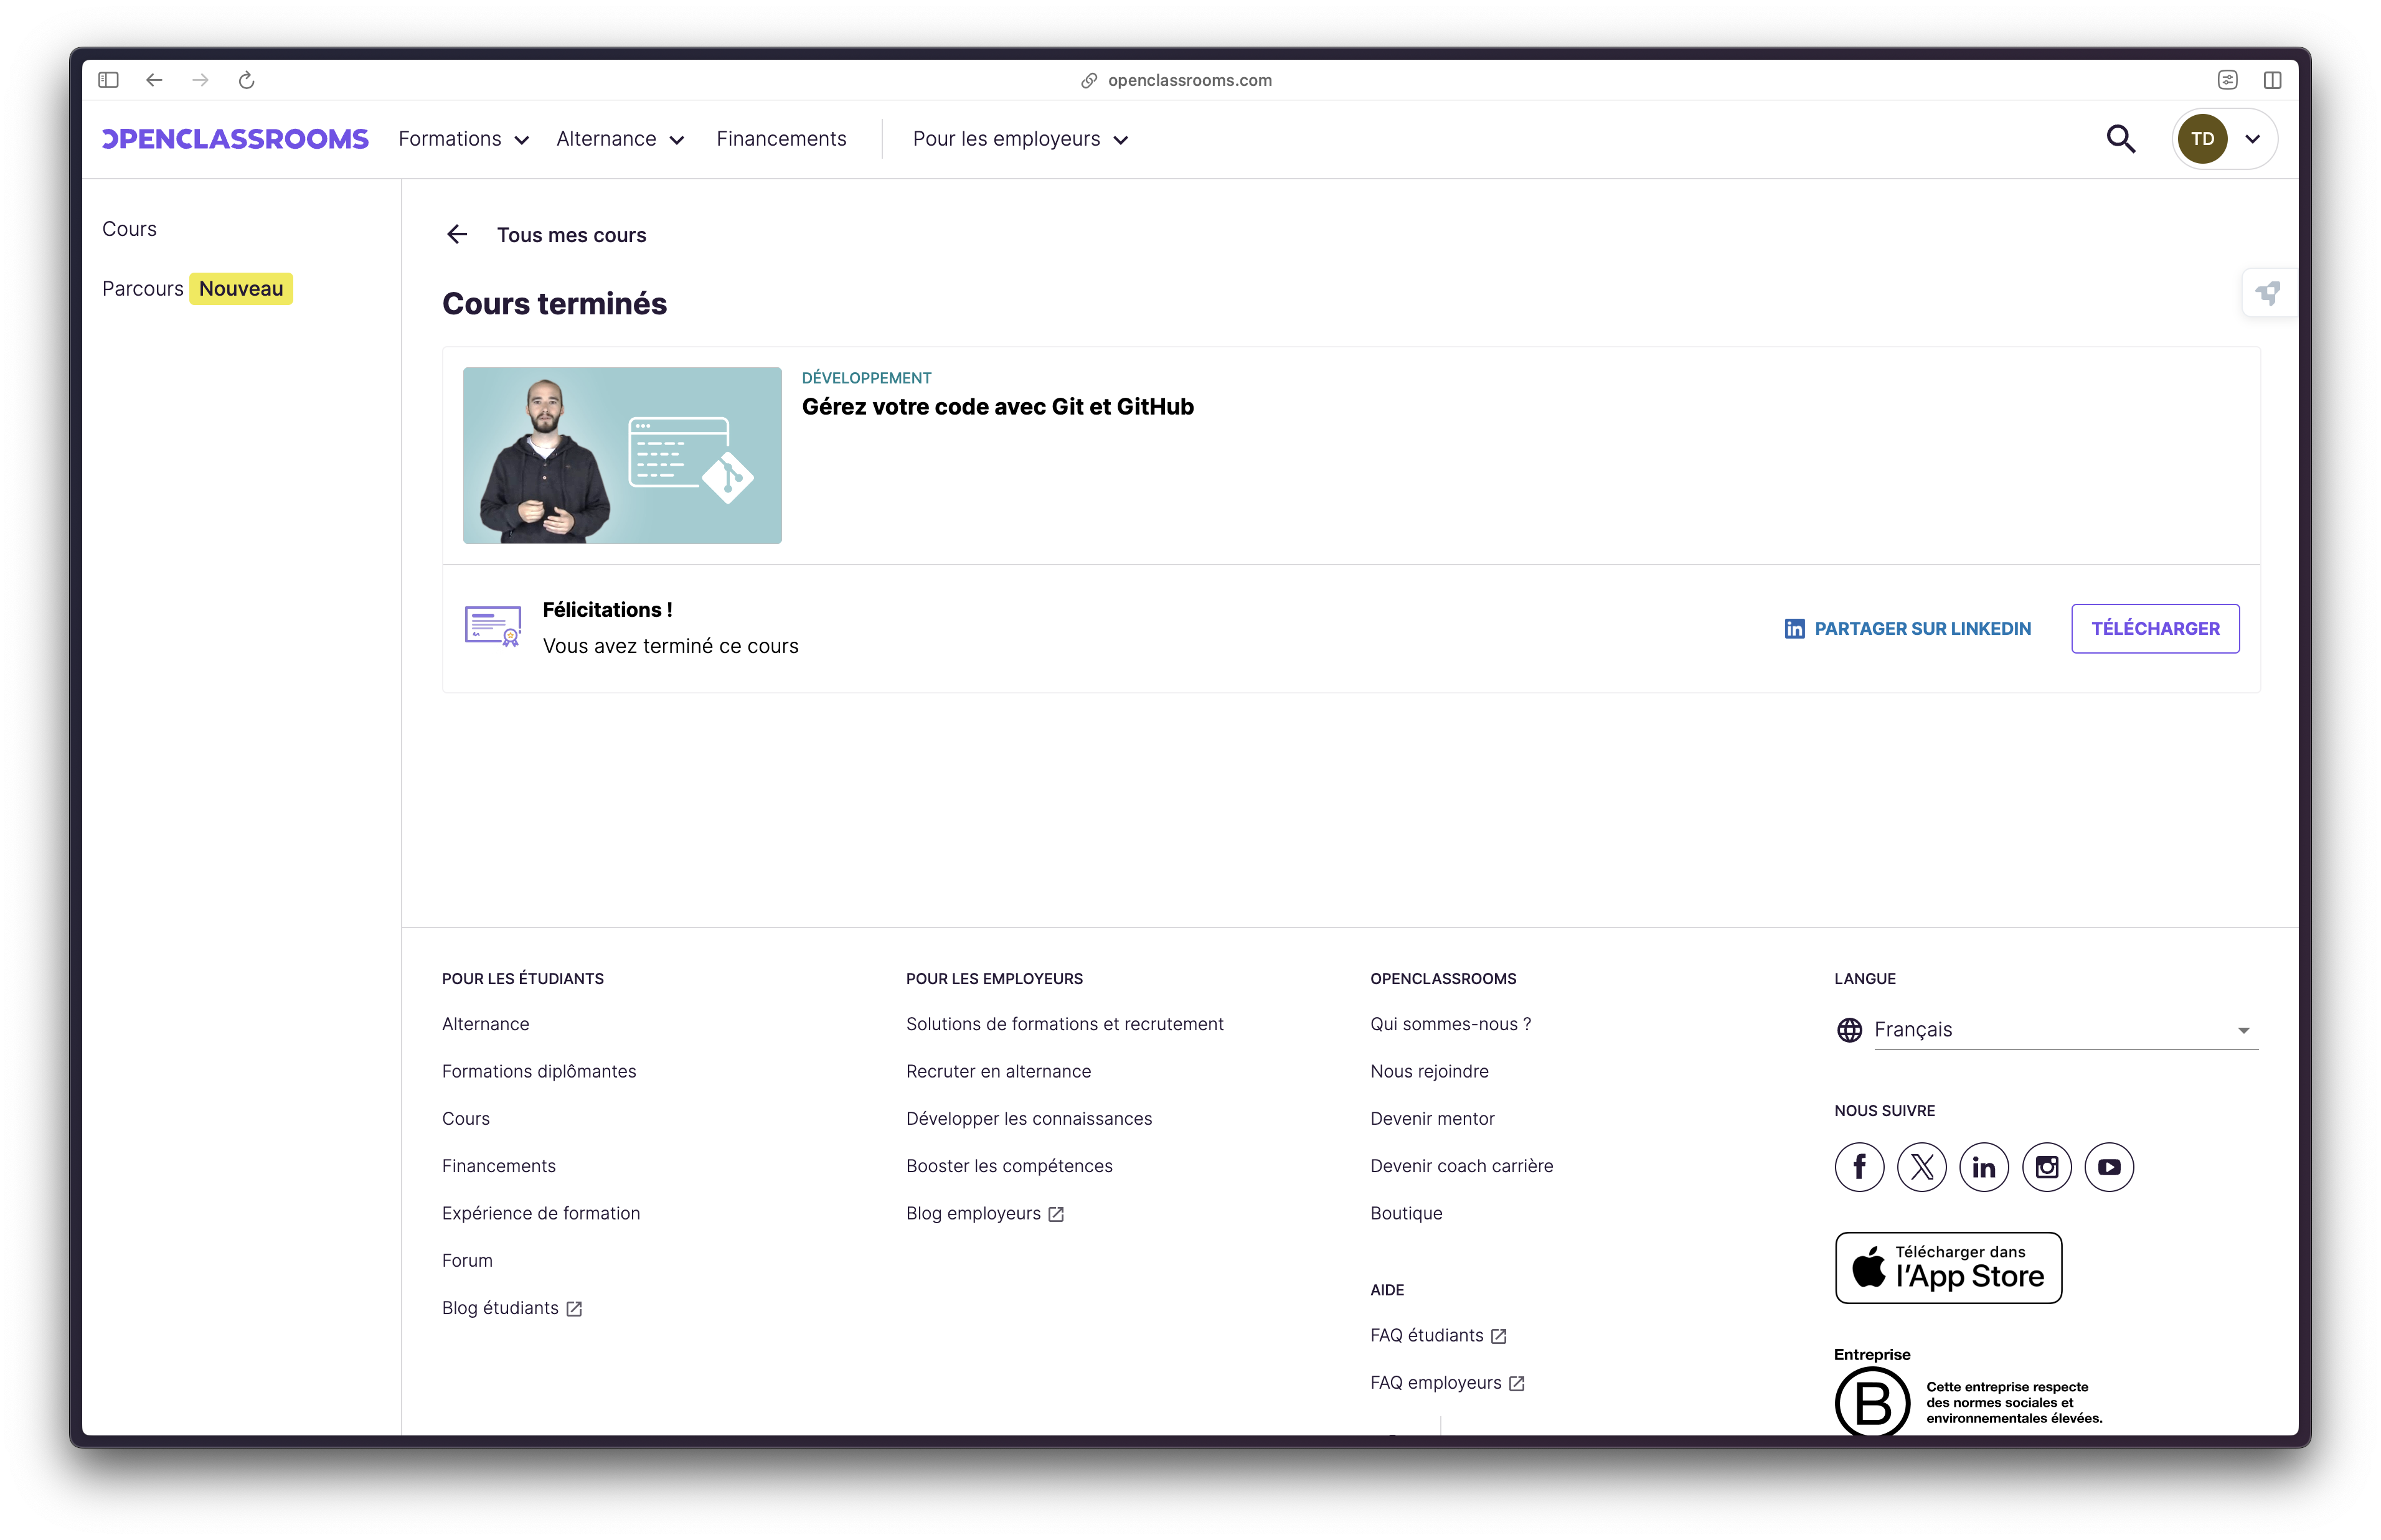 openclassrooms.com
OPENCLASSROOMS
Formations
Alternance
Financements
Pour les employeurs
TD
Cours
Parcours Nouveau
Tous mes cours
Cours terminés
DÉVELOPPEMENT
Gérez votre code avec Git et GitHub
Félicitations !
Vous avez terminé ce cours
in PARTAGER SUR LINKEDIN
TÉLÉCHARGER
POUR LES ÉTUDIANTS
Alternance
Formations diplômantes
Cours
Financements
Expérience de formation
Forum
Blog étudiants
POUR LES EMPLOYEURS
Solutions de formations et recrutement
Recruter en alternance
Développer les connaissances
Booster les compétences
Blog employeurs
OPENCLASSROOMS
Qui sommes-nous ?
Nous rejoindre
Devenir mentor
Devenir coach carrière
Boutique
AIDE
FAQ étudiants
FAQ employeurs
LANGUE
Français
NOUS SUIVRE
Télécharger dans
l'App Store
Entreprise
B
Cette entreprise respecte
des normes sociales et
environnementales élevées.